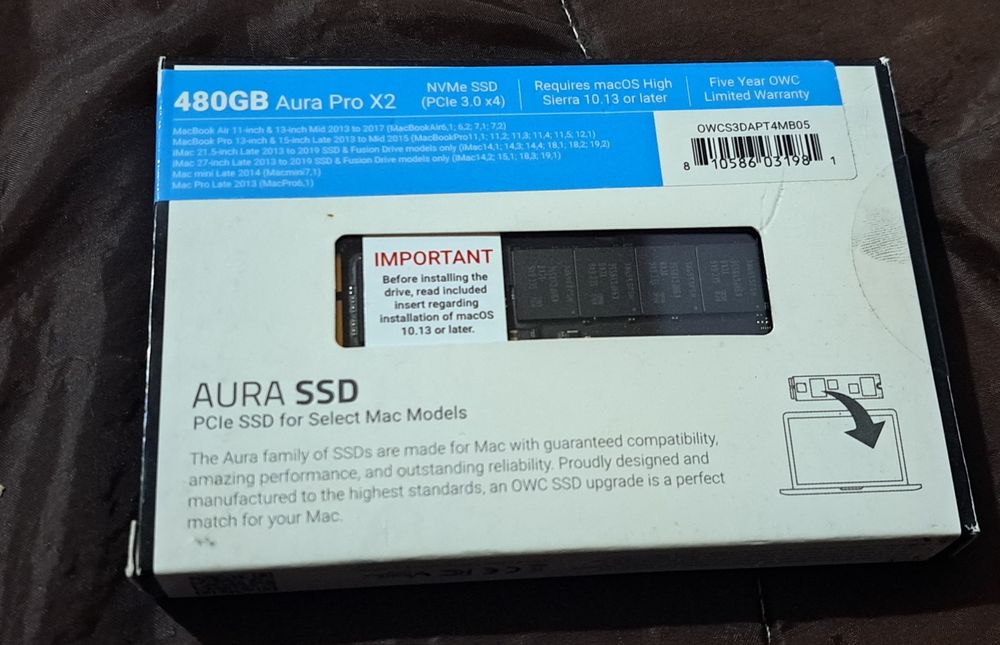 480GB Aura Pro X2
NVMe SSD
(PCIe 3.0 x4)
Requires macOS High
Sierra 10.13 or later
Five Year OWC
Limited Warranty
MacBook Air 11-inch & 13-inch Mid 2013 to 2017 (MacBookAir6,1; 6,2; 7,1; 7,2)
MacBook Pro 13-inch & 15-inch Late 2013 to Mid 2015 (MacBookPro11,1; 11,2; 11,3; 11,4; 11,5; 12,1)
iMac 21.5-inch Late 2013 to 2019 SSD & Fusion Drive models only (iMac14,1; 14,3; 14,4; 18,1; 18,2; 19,2)
iMac 27-inch Late 2013 to 2019 SSD & Fusion Drive models only (iMac14,2; 15,1; 18,3; 19,1)
Mac mini Late 2014 (Macmini7,1)
Mac Pro Late 2013 (MacPro6,1)
OWCS3DAPT4MB05
8 10586 03198 1
IMPORTANT
Before installing the
drive, read included
insert regarding
installation of macOS
10.13 or later.
AURA SSD
PCIe SSD for Select Mac Models
The Aura family of SSDs are made for Mac with guaranteed compatibility,
amazing performance, and outstanding reliability. Proudly designed and
manufactured to the highest standards, an OWC SSD upgrade is a perfect
match for your Mac.